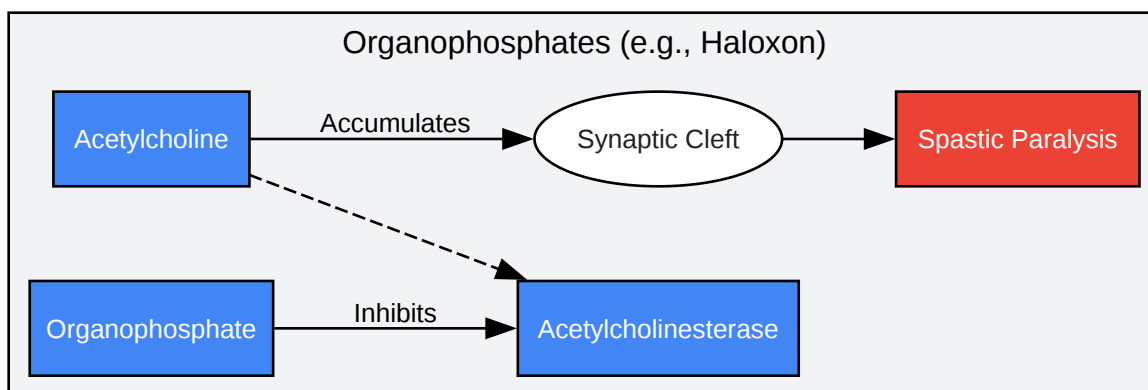 Organophosphates (e.g., Haloxon)
Acetylcholine
Accumulates
Synaptic Cleft
Spastic Paralysis
Organophosphate
Inhibits
Acetylcholinesterase